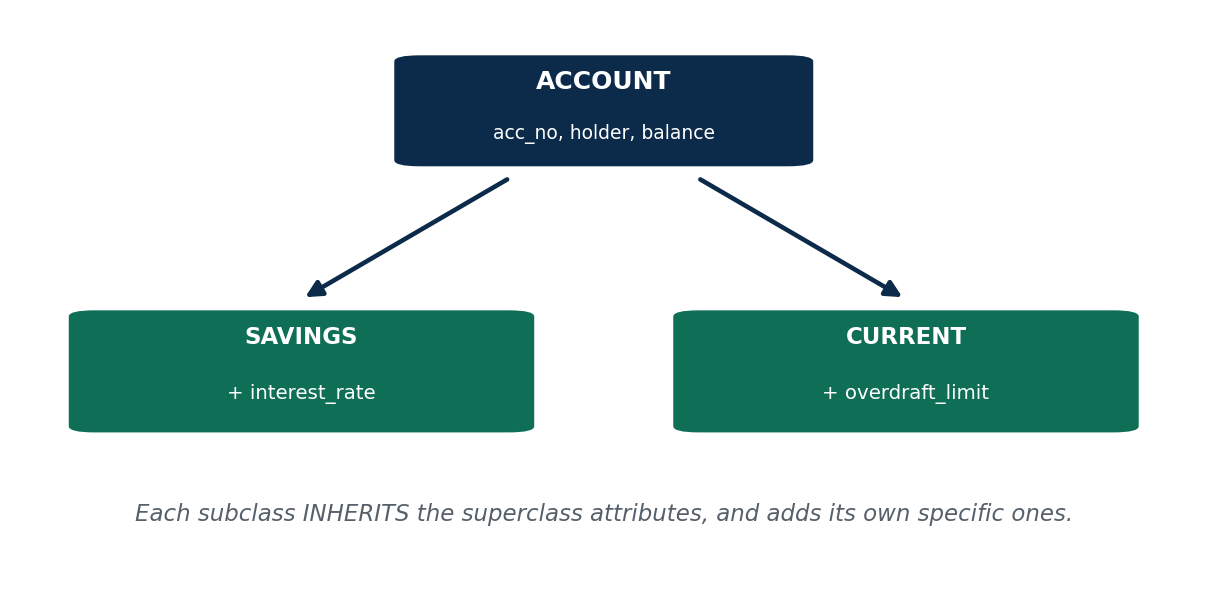 ACCOUNT
acc_no, holder, balance
SAVINGS
+ interest_rate
CURRENT
+ overdraft_limit
Each subclass INHERITS the superclass attributes, and adds its own specific ones.